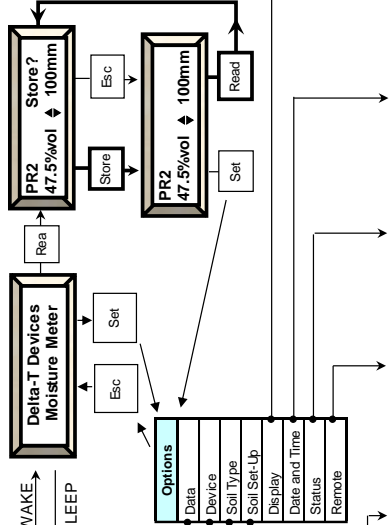 WAKE
LEEP
Delta-T Devices
Moisture Meter
Esc
Set
Rea
PR2 Store?
47.5%vol 100mm
Store
Esc
PR2
47.5%vol 100mm
Set
Read
Options
Data
Device
Soil Type
Soil Set-Up
Display
Date and Time
Status
Remote